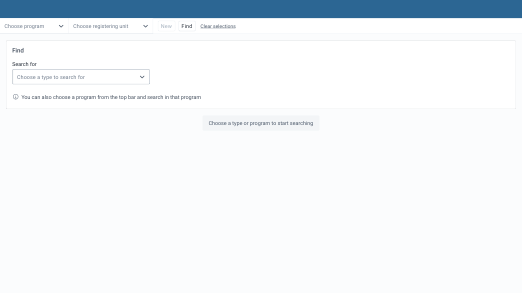 Choose program Choose registering unit New Find Clear selections
Find
Search for
Choose a type to search for
You can also choose a program from the top bar and search in that program
Choose a type or program to start searching